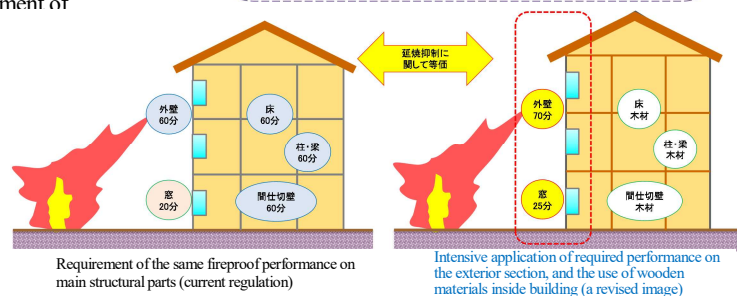 ment of
延焼抑制に
関して等価
外壁
60分
床
60分
柱・梁
60分
窓
20分
間仕切壁
60分
外壁
70分
床
木材
柱・梁
木材
窓
25分
間仕切壁
木材
Requirement of the same fireproof performance on
main structural parts (current regulation)
Intensive application of required performance on
the exterior section, and the use of wooden
materials inside building (a revised image)